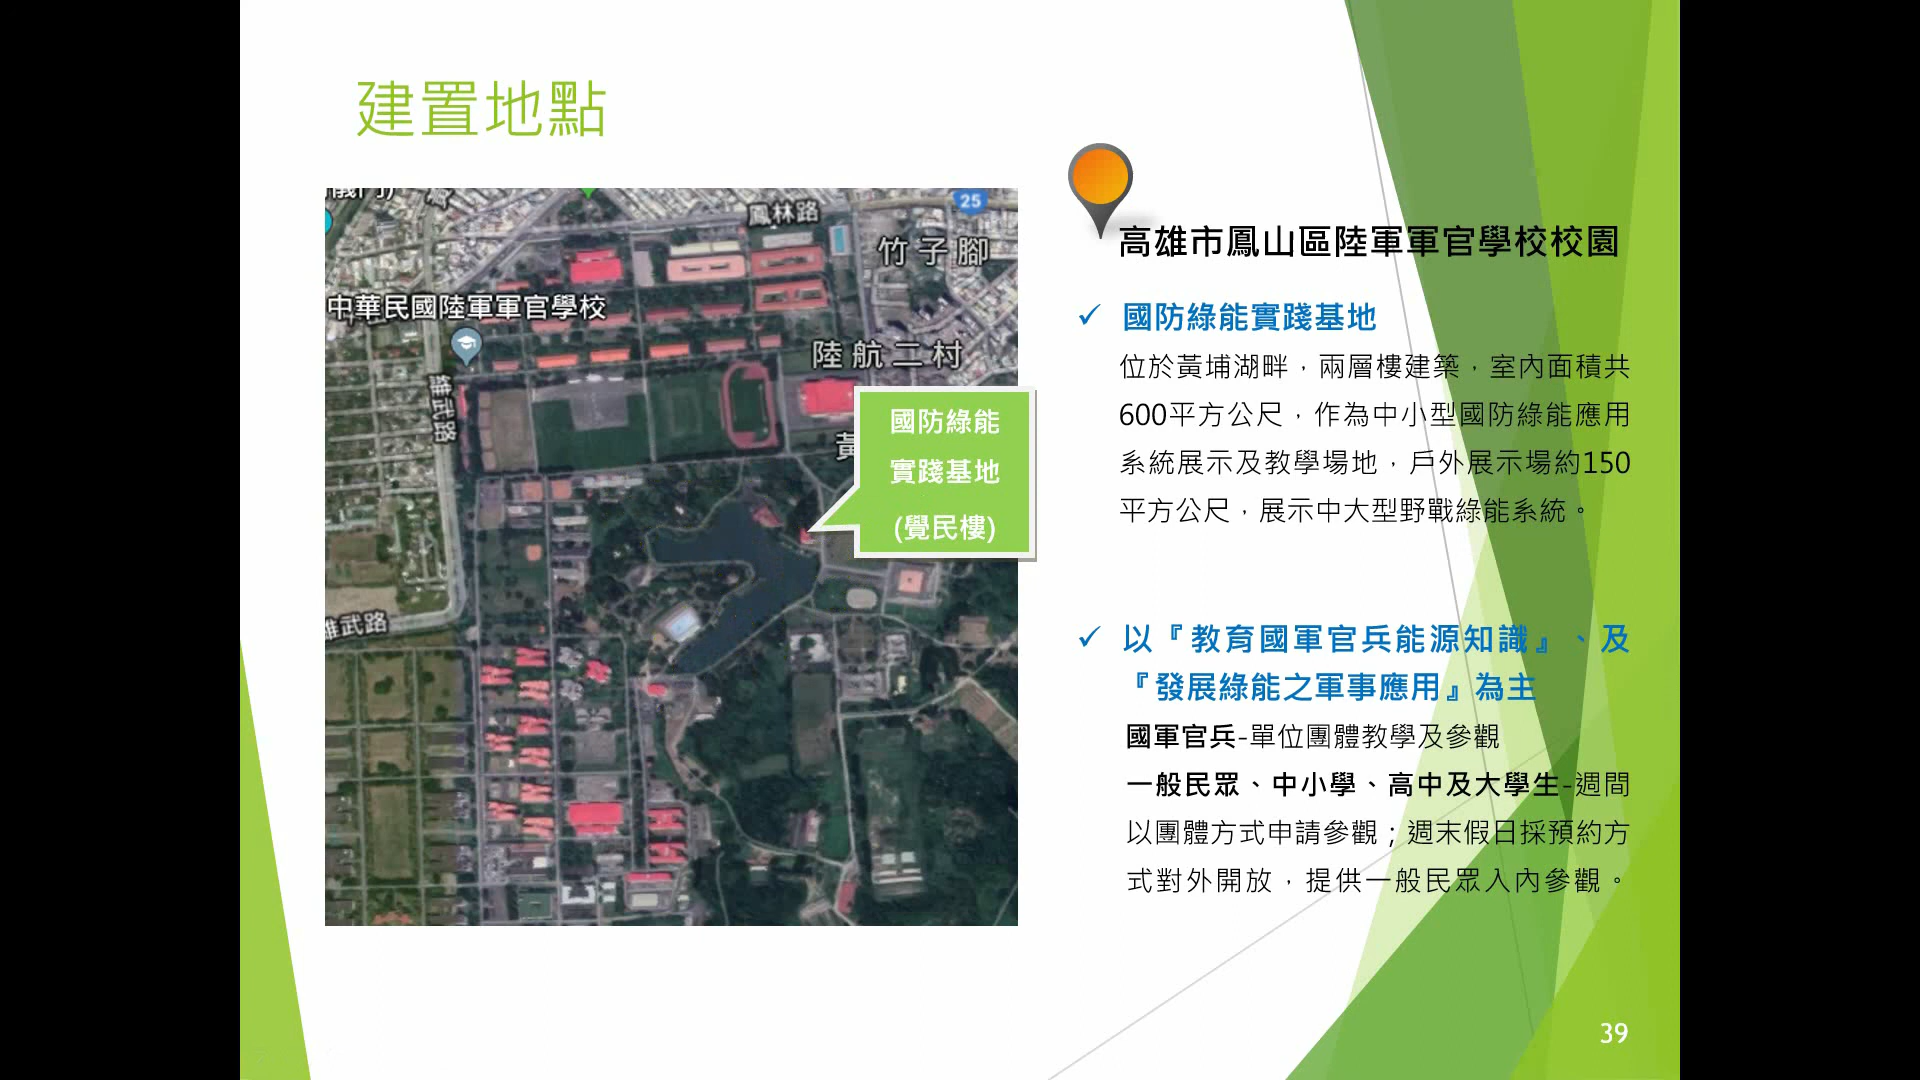 建置地點
鳳林路
25
竹子腳
中華民國陸軍軍官學校
陸航二村
雄武路
黃
國防綠能
實踐基地
(覺民樓)
雄武路
高雄市鳳山區陸軍軍官學校校園
✓ 國防綠能實踐基地
位於黃埔湖畔，兩層樓建築，室內面積共
600平方公尺，作為中小型國防綠能應用
系統展示及教學場地，戶外展示場約150
平方公尺，展示中大型野戰綠能系統。
✓ 以『教育國軍官兵能源知識』、及
『發展綠能之軍事應用』為主
國軍官兵-單位團體教學及參觀
一般民眾、中小學、高中及大學生-週間
以團體方式申請參觀；週末假日採預約方
式對外開放，提供一般民眾入內參觀。
39